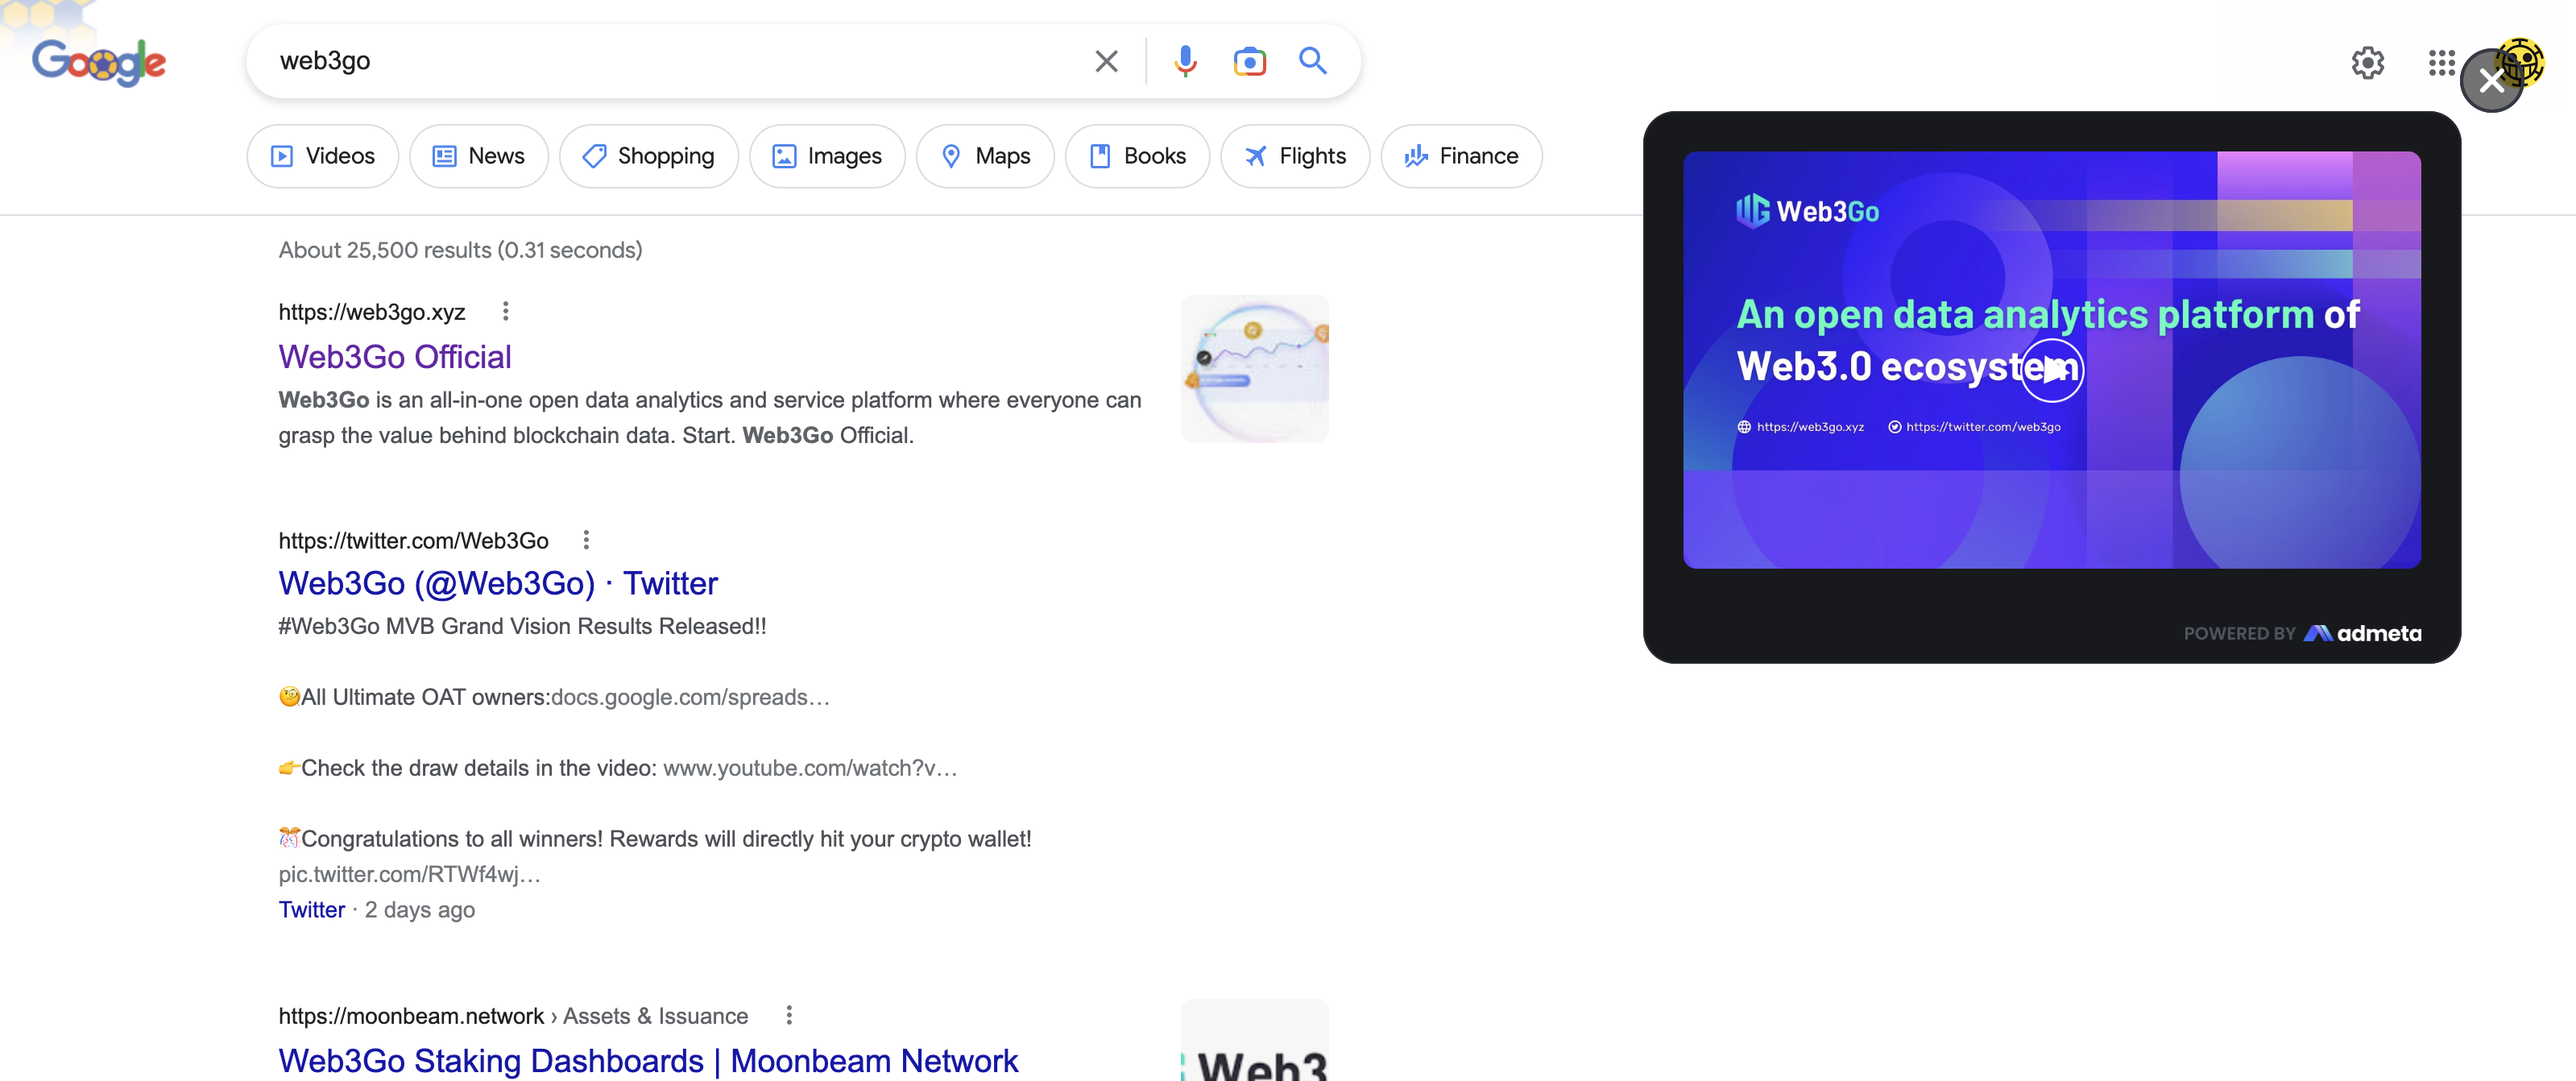 Google
web3go
Videos
News
Shopping
Images
Maps
Books
Flights
Finance
About 25,500 results (0.31 seconds)
https://web3go.xyz
Web3Go Official
Web3Go is an all-in-one open data analytics and service platform where everyone can
grasp the value behind blockchain data. Start. Web3Go Official.
https://twitter.com/Web3Go
Web3Go (@Web3Go) · Twitter
#Web3Go MVB Grand Vision Results Released!!
🧐All Ultimate OAT owners:docs.google.com/spreads…
👉Check the draw details in the video: www.youtube.com/watch?v…
🎊Congratulations to all winners! Rewards will directly hit your crypto wallet!
pic.twitter.com/RTWf4wj…
Twitter · 2 days ago
https://moonbeam.network › Assets & Issuance
Web3Go Staking Dashboards | Moonbeam Network
Web3
Web3Go
An open data analytics platform of
Web3.0 ecosystem
https://web3go.xyz
https://twitter.com/web3go
POWERED BY admeta